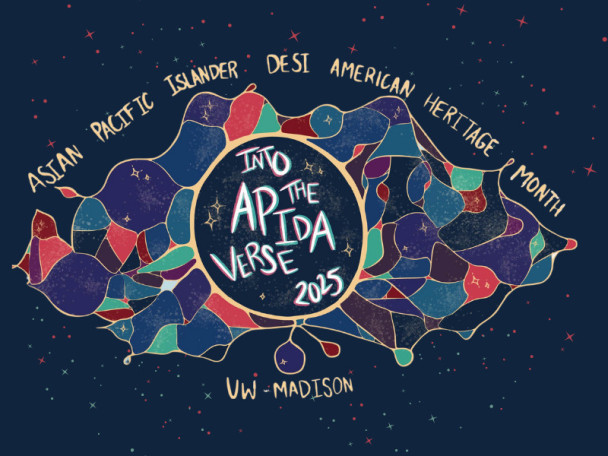 ASIAN PACIFIC ISLANDER DESI AMERICAN HERITAGE MONTH
INTO
THE
APIDA
VERSE
2025
UW-MADISON